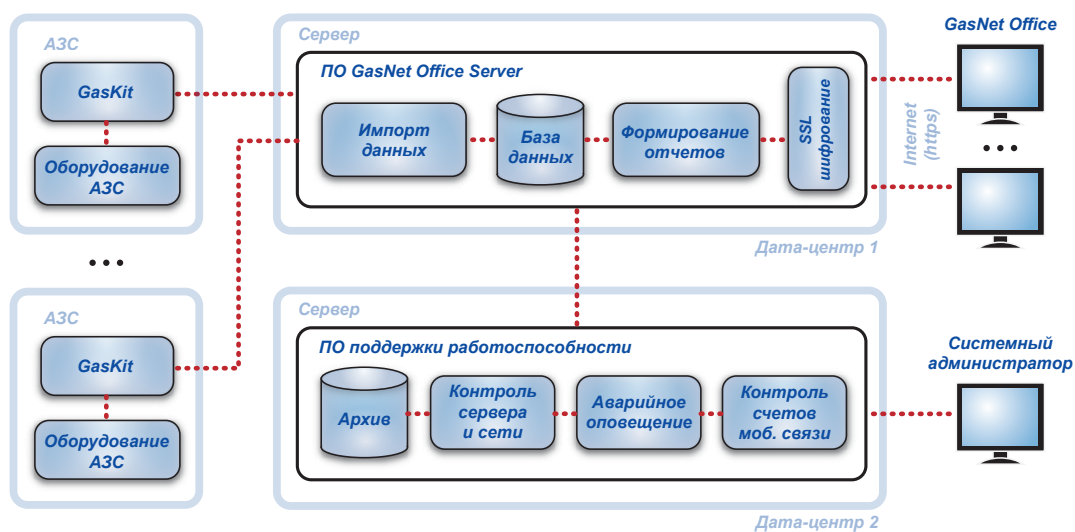 АЗС
GasKit
Оборудование
АЗС
...
АЗС
GasKit
Оборудование
АЗС
Сервер
ПО GasNet Office Server
Импорт
данных
База
данных
Формирование
отчетов
SSL
шифрование
Дата-центр 1
Internet
(https)
GasNet Office
...
Сервер
ПО поддержки работоспособности
Архив
Контроль
сервера
и сети
Аварийное
оповещение
Контроль
счетов
моб. связи
Дата-центр 2
Системный
администратор